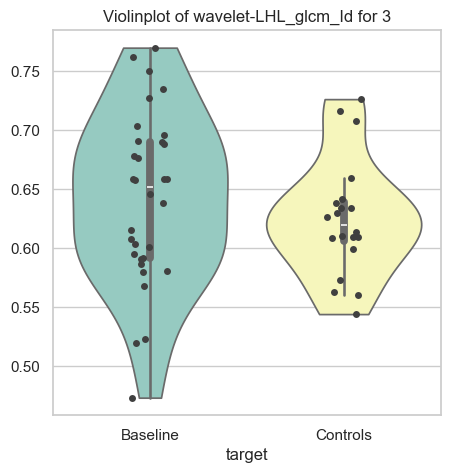 Violinplot of wavelet-LHL_glcm_Id for 3
0.75
0.70
0.65
0.60
0.55
0.50
Baseline Controls
target